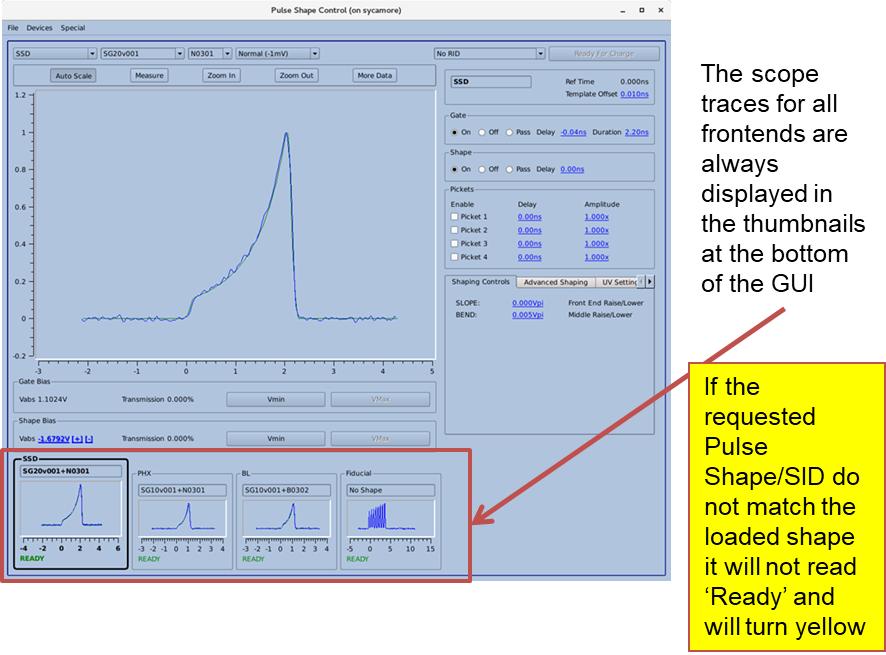 Pulse Shape Control (on sycamore)
File Devices Special
SSD SG20v001 N0301 Normal (-1mV) No RID Ready For Charge
Auto Scale Measure Zoom In Zoom Out More Data
1.2
1
0.8
0.6
0.4
0.2
0
-0.2
-3 -2 -1 0 1 2 3 4 5
SSD Ref Time 0.000ns
Template Offset 0.010ns
Gate
On Off Pass Delay -0.04ns Duration 2.20ns
Shape
On Off Pass Delay 0.00ns
Pickets
Enable Delay Amplitude
Picket 1 0.00ns 1.000x
Picket 2 0.00ns 1.000x
Picket 3 0.00ns 1.000x
Picket 4 0.00ns 1.000x
Shaping Controls Advanced Shaping UV Setting
SLOPE: 0.000Vpi Front End Raise/Lower
BEND: 0.005Vpi Middle Raise/Lower
Gate Bias
Vabs 1.1024V Transmission 0.000% Vmin VMax
Shape Bias
Vabs -1.6792V [+] [-] Transmission 0.000% Vmin VMax
SSD
SG20v001+N0301
-4 -2 0 2 4 6
READY
PHX
SG10v001+N0301
-3 -2 -1 0 1 2 3 4
READY
BL
SG10v001+B0302
-3 -2 -1 0 1 2 3 4
READY
Fiducial
No Shape
-5 0 5 10 15
READY
The scope
traces for all
frontends are
always
displayed in
the thumbnails
at the bottom
of the GUI
If the
requested
Pulse
Shape/SID do
not match the
loaded shape
it will not read
‘Ready’ and
will turn yellow